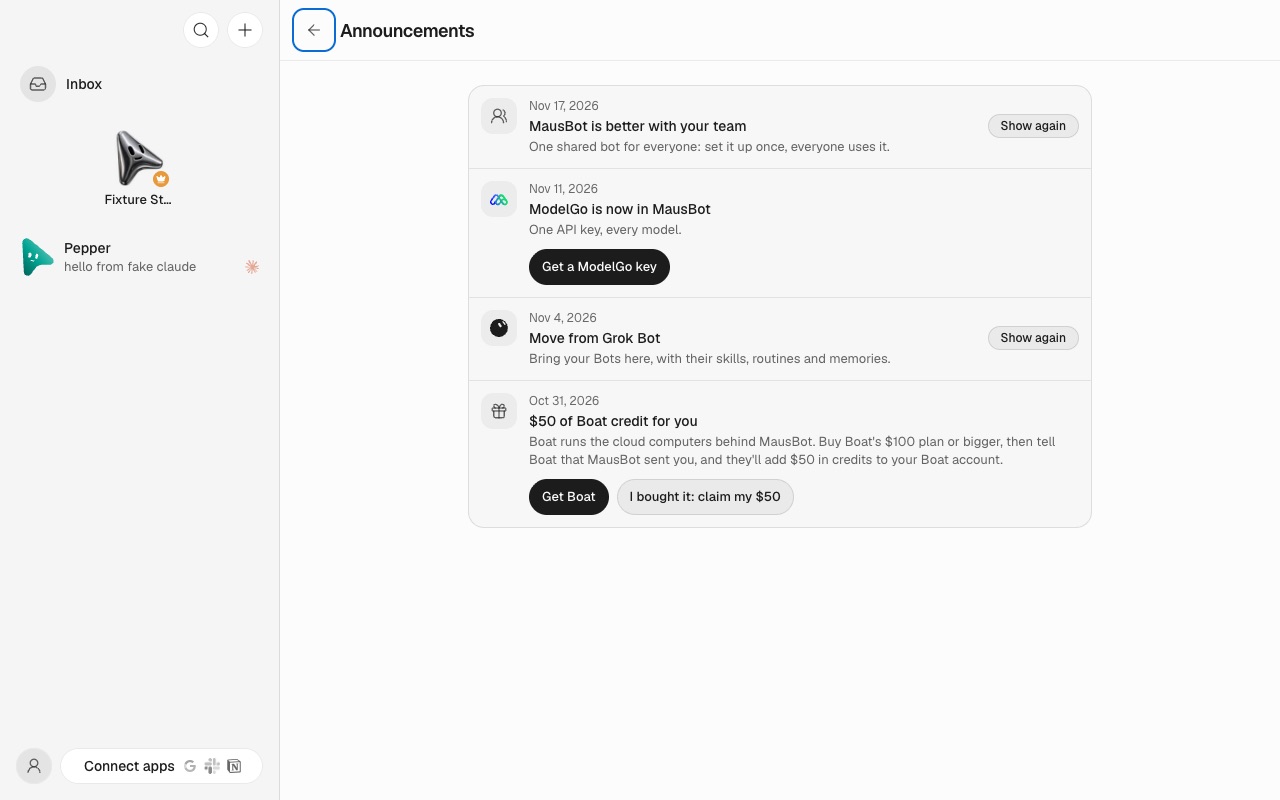 Announcements
Inbox
Fixture St...
Pepper
hello from fake claude
Connect apps
Nov 17, 2026
MausBot is better with your team
One shared bot for everyone: set it up once, everyone uses it.
Show again
Nov 11, 2026
ModelGo is now in MausBot
One API key, every model.
Get a ModelGo key
Nov 4, 2026
Move from Grok Bot
Bring your Bots here, with their skills, routines and memories.
Show again
Oct 31, 2026
$50 of Boat credit for you
Boat runs the cloud computers behind MausBot. Buy Boat's $100 plan or bigger, then tell
Boat that MausBot sent you, and they'll add $50 in credits to your Boat account.
Get Boat
I bought it: claim my $50